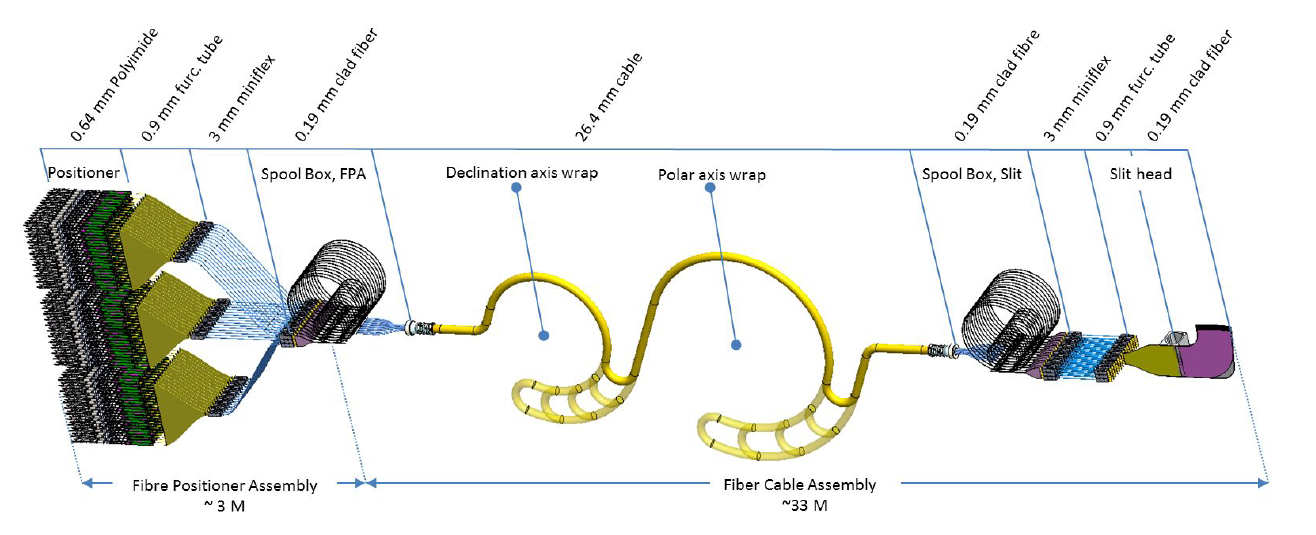 0.64 mm Polyimide
0.9 mm furc. tube
3 mm miniflex
0.19 mm clad fiber
26.4 mm cable
0.19 mm clad fibre
3 mm miniflex
0.9 mm furc. tube
0.19 mm clad fiber
Positioner
Spool Box, FPA
Declination axis wrap
Polar axis wrap
Spool Box, Slit
Slit head
Fibre Positioner Assembly
~ 3 M
Fiber Cable Assembly
~33 M